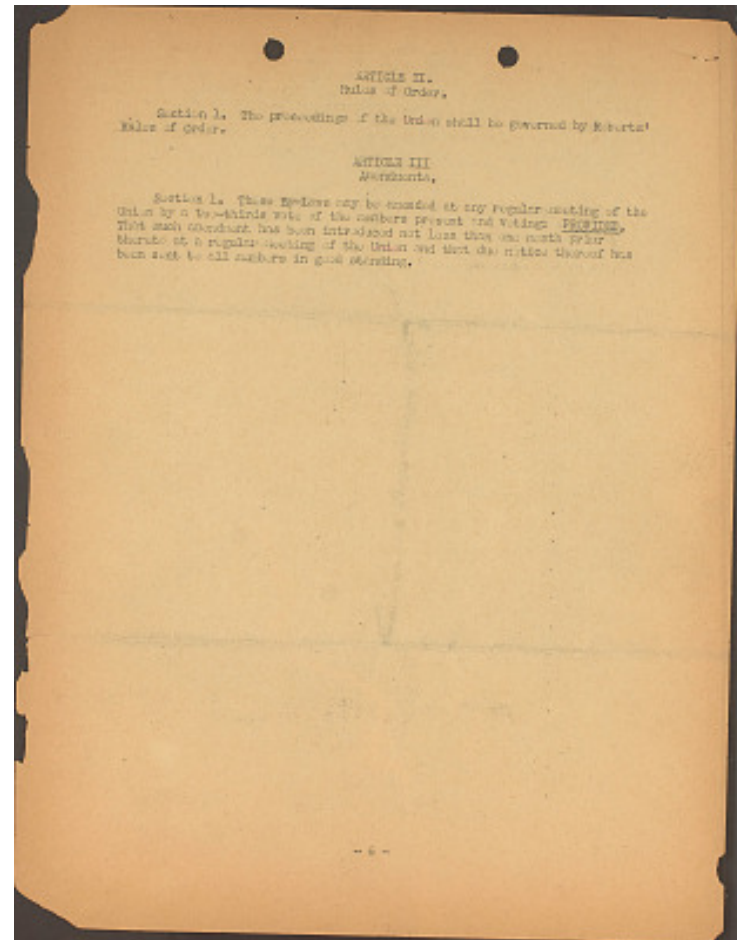 ARTICLE II.
Rules of Order.
Section 1. The proceedings of the Union shall be governed by Roberts'
Rules of Order.
ARTICLE III
Amendments.
Section 1. These By-laws may be amended at any regular meeting of the
Union by a two-thirds vote of the members present and voting: PROVIDED,
That such amendment has been introduced not less than one month prior
thereto at a regular meeting of the Union and that due notice thereof has
been sent to all members in good standing.
- 6 -